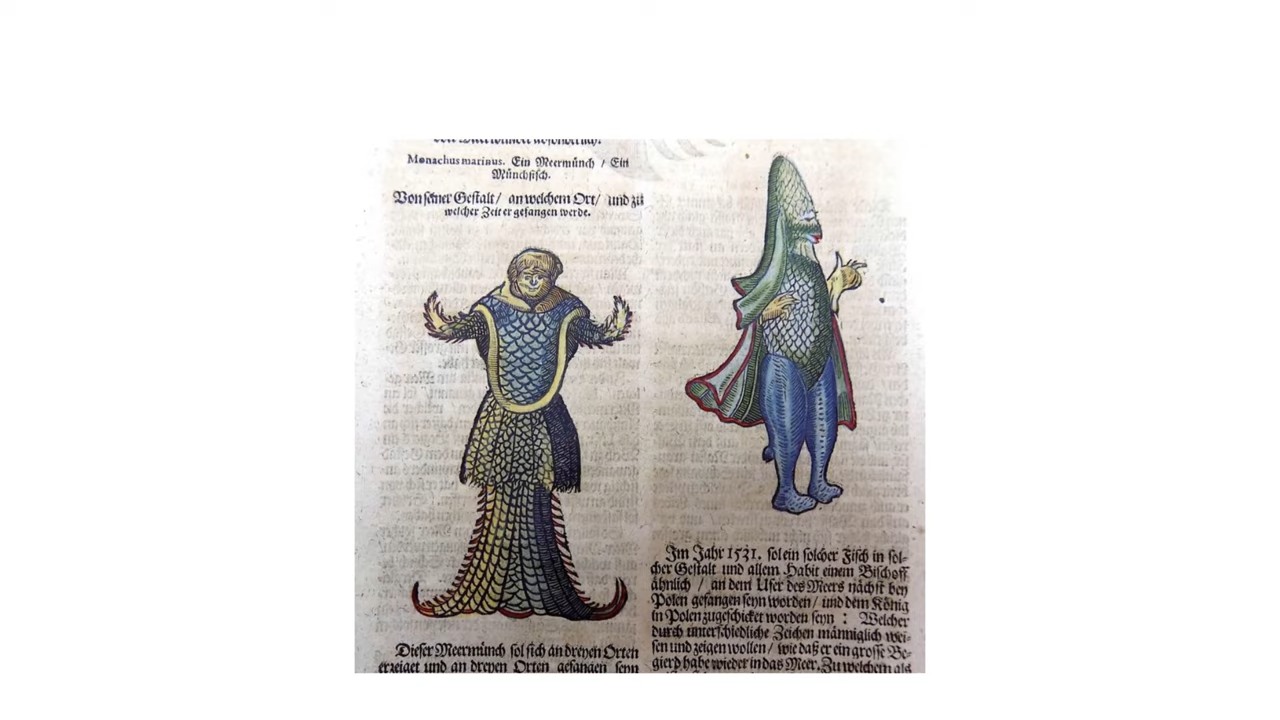 Monachus marinus. Ein Meermünch / Ein
Münchfisch.
Von seiner Gestalt / an welchem Ort / und zu
welcher Zeit er gefangen werde.
Dieser Meermünch sol sich an dreyen Orten
erzeiget und an dreyen Orten gefangen seyn
Im Jahr 1531. sol ein solcher Fisch in sol-
cher Gestalt und allem Habit einem Bischoff
ähnlich / an dem Ufer des Meers nächst bey
Polen gefangen seyn worden / und dem König
in Polen zugeschicket worden seyn : Welcher
durch unterschiedliche Zeichen männiglich wei-
sen und zeigen wollen / wie daß er ein grosse Be-
gierd habe wieder in das Meer. Zu welchem als